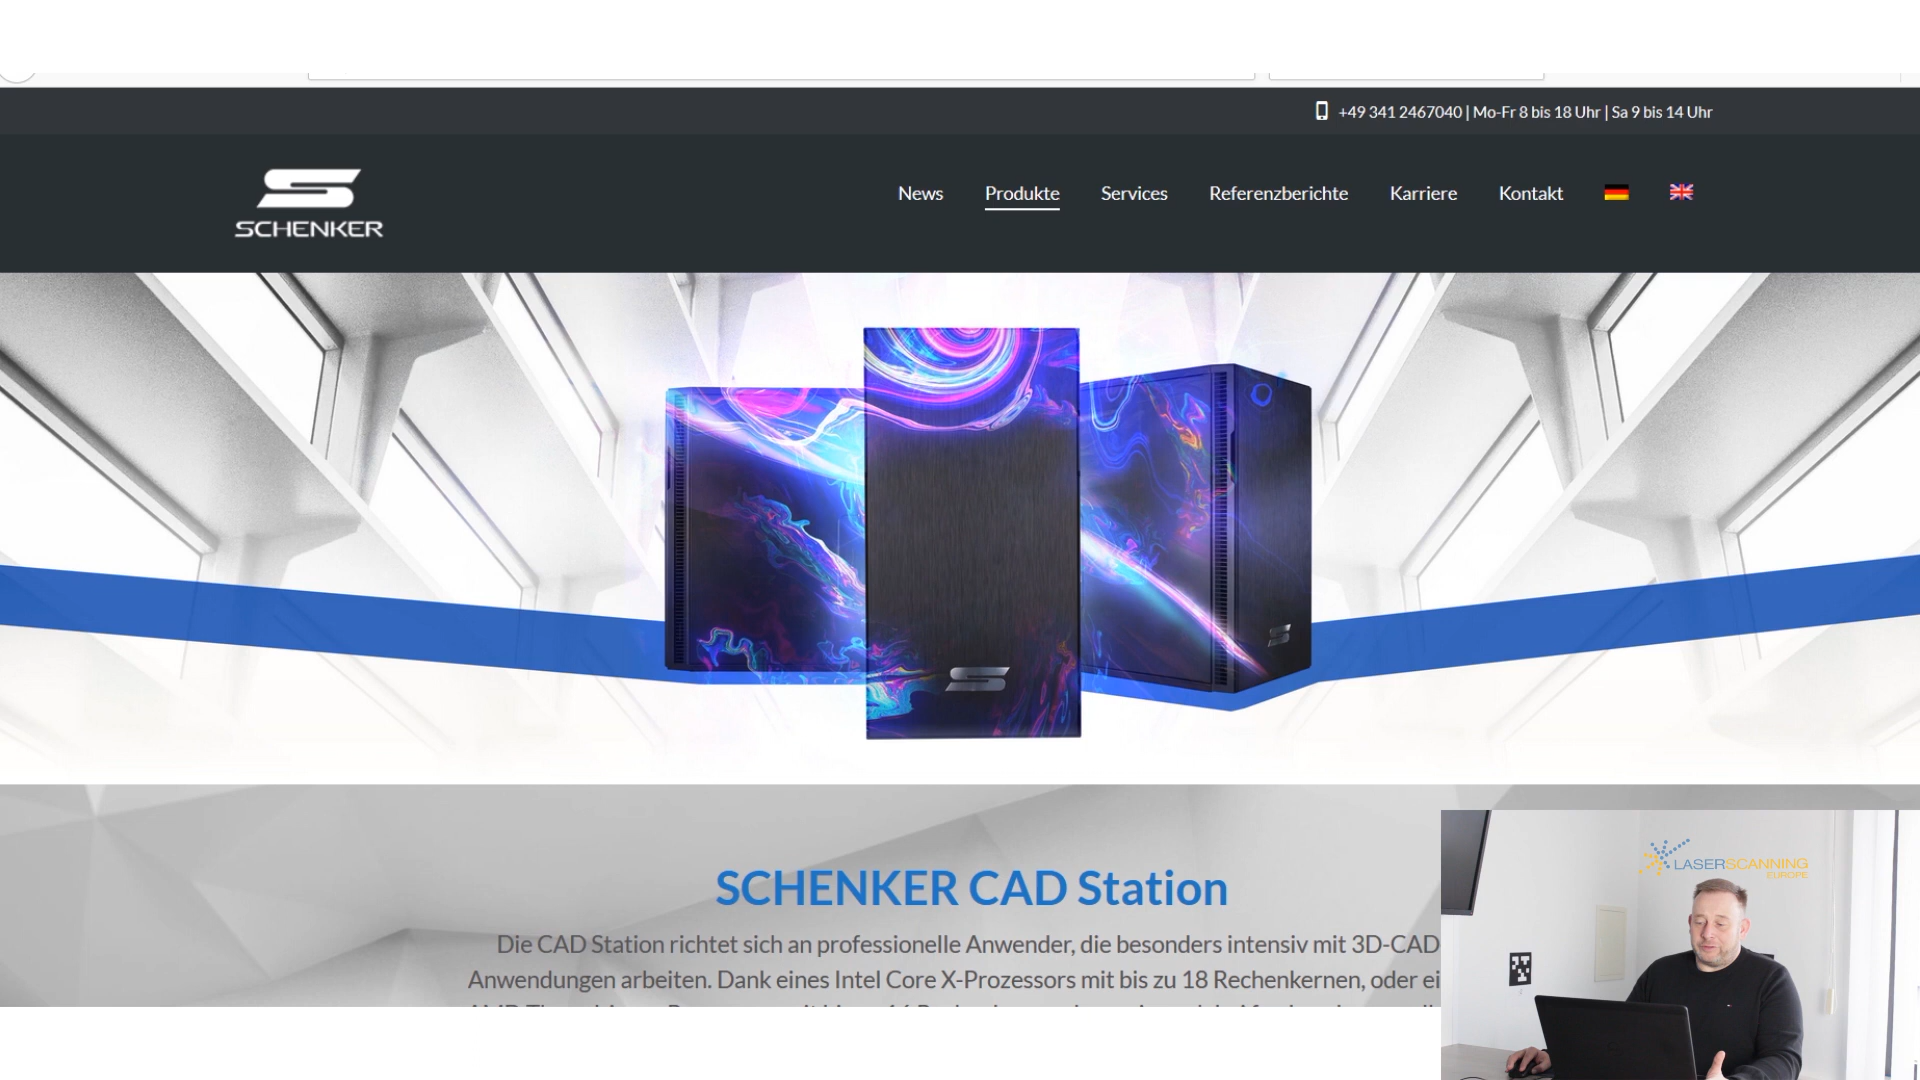 +49 341 2467040 | Mo-Fr 8 bis 18 Uhr | Sa 9 bis 14 Uhr
SCHENKER
News Produkte Services Referenzberichte Karriere Kontakt
SCHENKER CAD Station
Die CAD Station richtet sich an professionelle Anwender, die besonders intensiv mit 3D-CAD
Anwendungen arbeiten. Dank eines Intel Core X-Prozessors mit bis zu 18 Rechenkernen, oder ei
LASERSCANNING
EUROPE